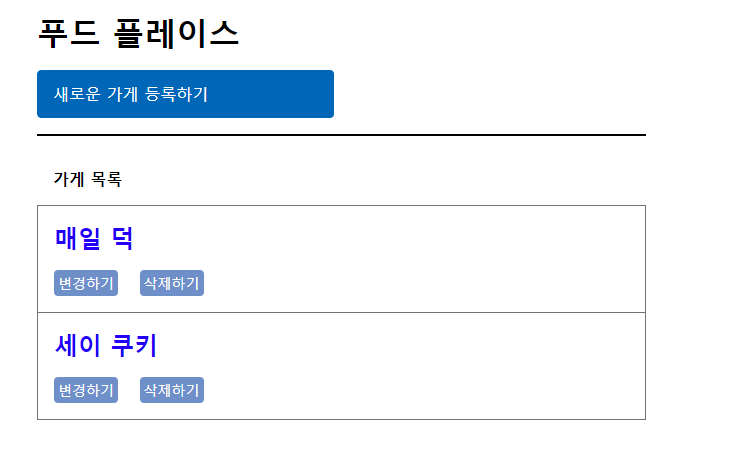 푸드 플레이스
새로운 가게 등록하기
가게 목록
매일 덕
변경하기 삭제하기
세이 쿠키
변경하기 삭제하기